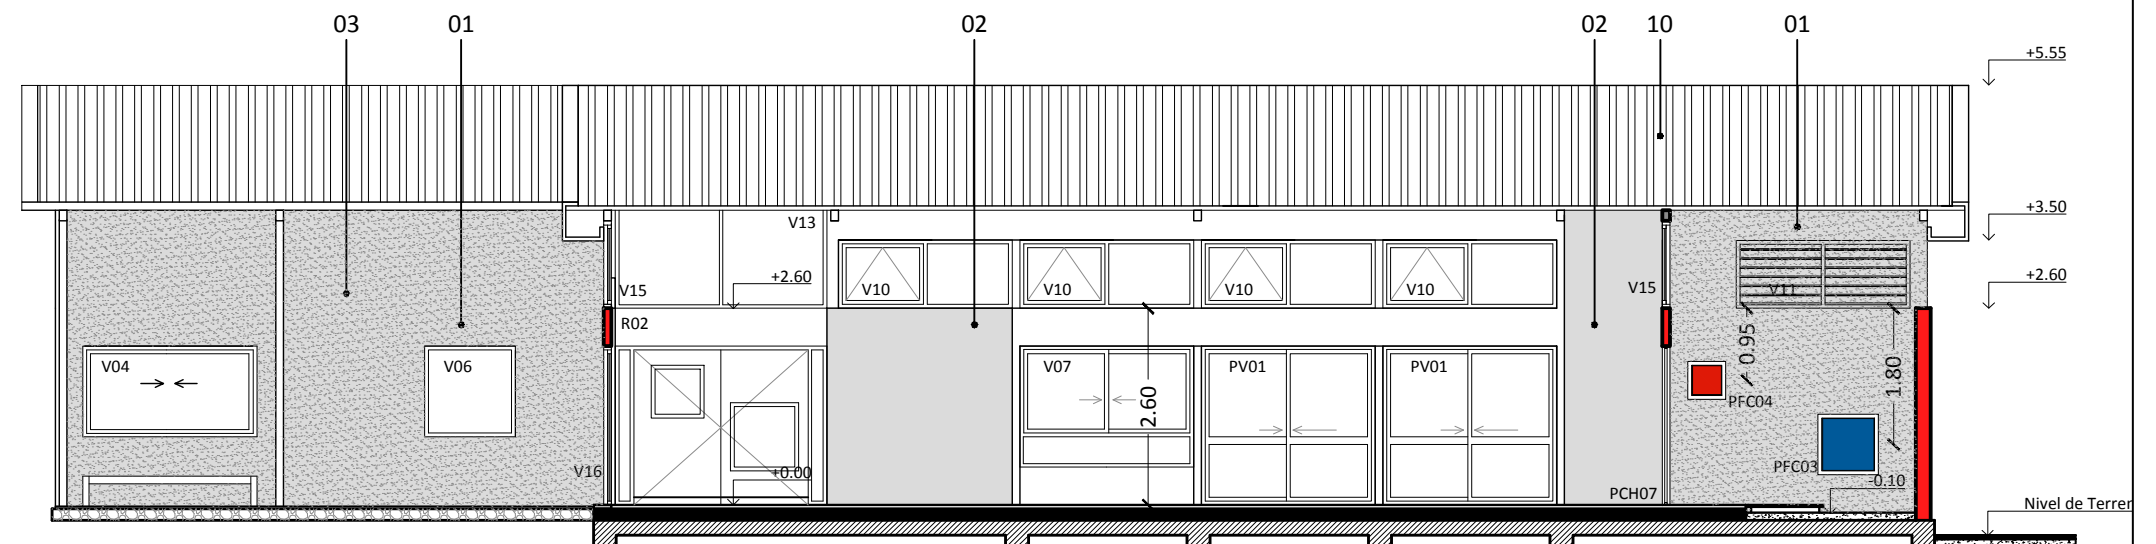 03 01 02 02 10 01
+5.55
+3.50
V13
+2.60 +2.60
V15 V10 V10 V10 V10 V15 V11
R02
0.95
V04 V06 V07 PV01 PV01 1.80
2.60
PFC04
V16 +0.00 PFC03
-0.10
PCH07
Nivel de Terrer